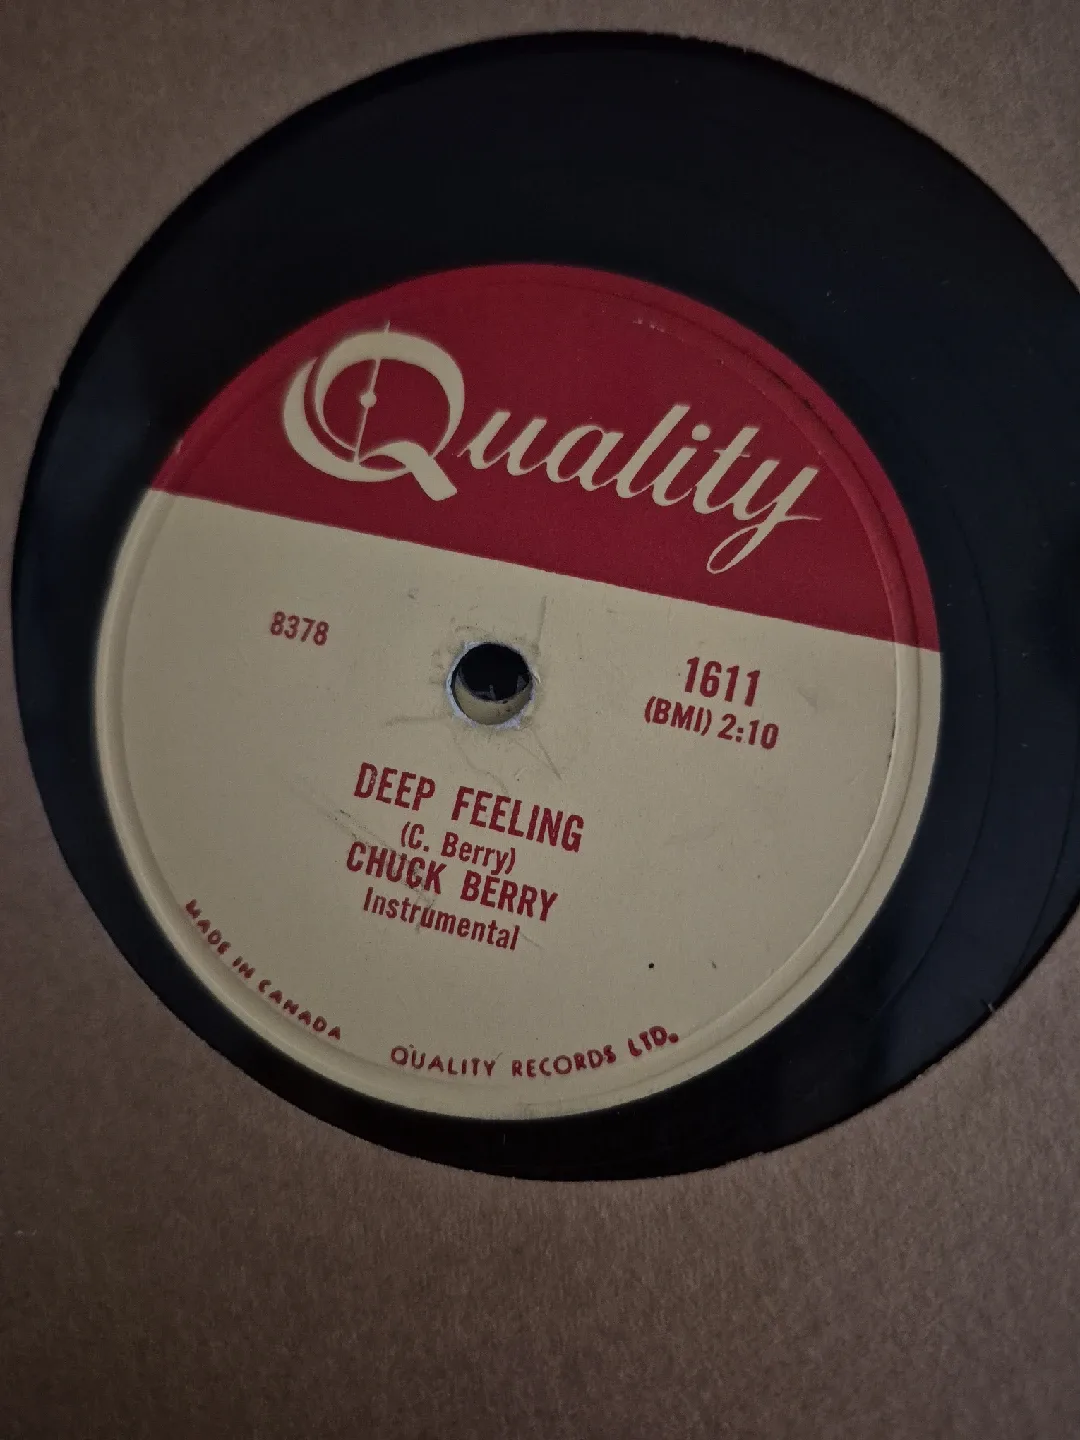 Quality
8378
1611
(BMI) 2:10
DEEP FEELING
(C. Berry)
CHUCK BERRY
Instrumental
MADE IN CANADA
QUALITY RECORDS LTD.